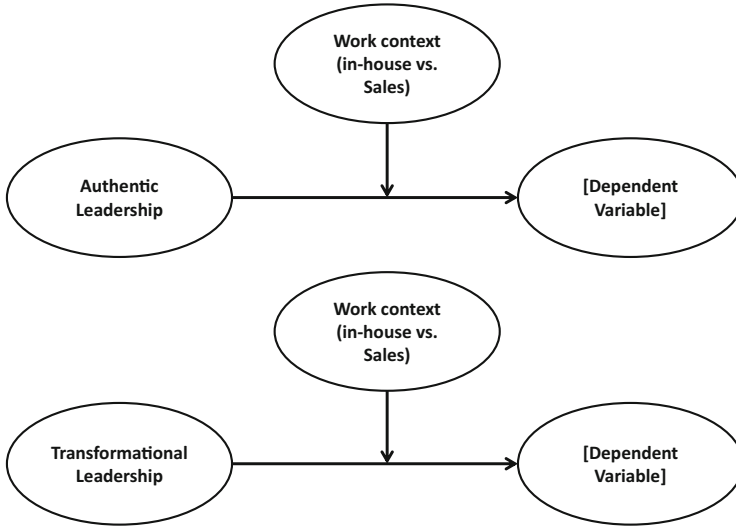 Work context
(in-house vs.
Sales)
Authentic
Leadership
[Dependent
Variable]
Work context
(in-house vs.
Sales)
Transformational
Leadership
[Dependent
Variable]